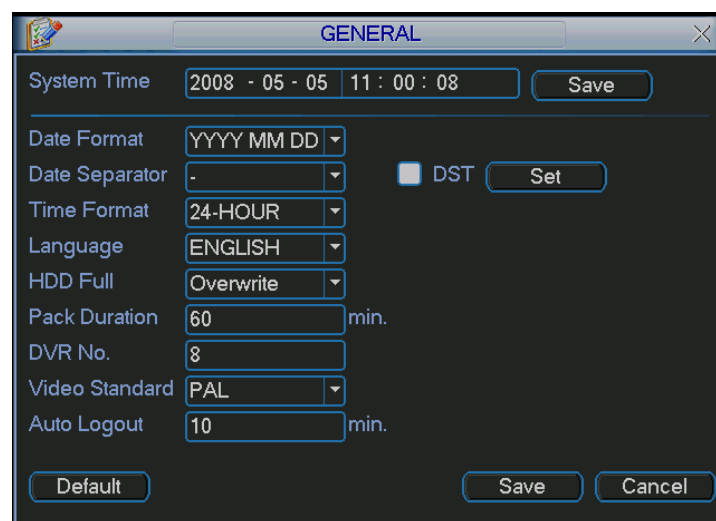 GENERAL
System Time 2008 - 05 - 05 11 : 00 : 08 Save
Date Format YYYY MM DD
Date Separator - DST Set
Time Format 24-HOUR
Language ENGLISH
HDD Full Overwrite
Pack Duration 60 min.
DVR No. 8
Video Standard PAL
Auto Logout 10 min.
Default Save Cancel